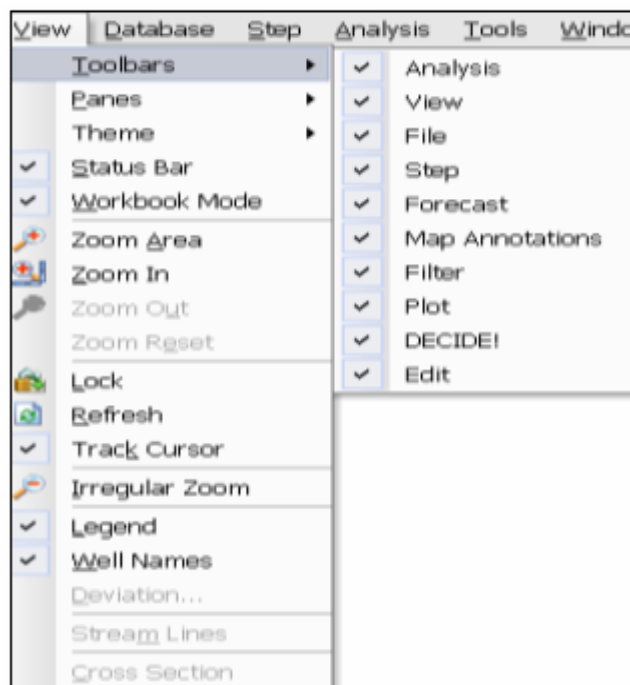 View Database Step Analysis Tools Windo
Toolbars
Panes
Theme
Status Bar
Workbook Mode
Zoom Area
Zoom In
Zoom Out
Zoom Reset
Lock
Refresh
Track Cursor
Irregular Zoom
Legend
Well Names
Deviation...
Stream Lines
Cross Section
Analysis
View
File
Step
Forecast
Map Annotations
Filter
Plot
DECIDE!
Edit